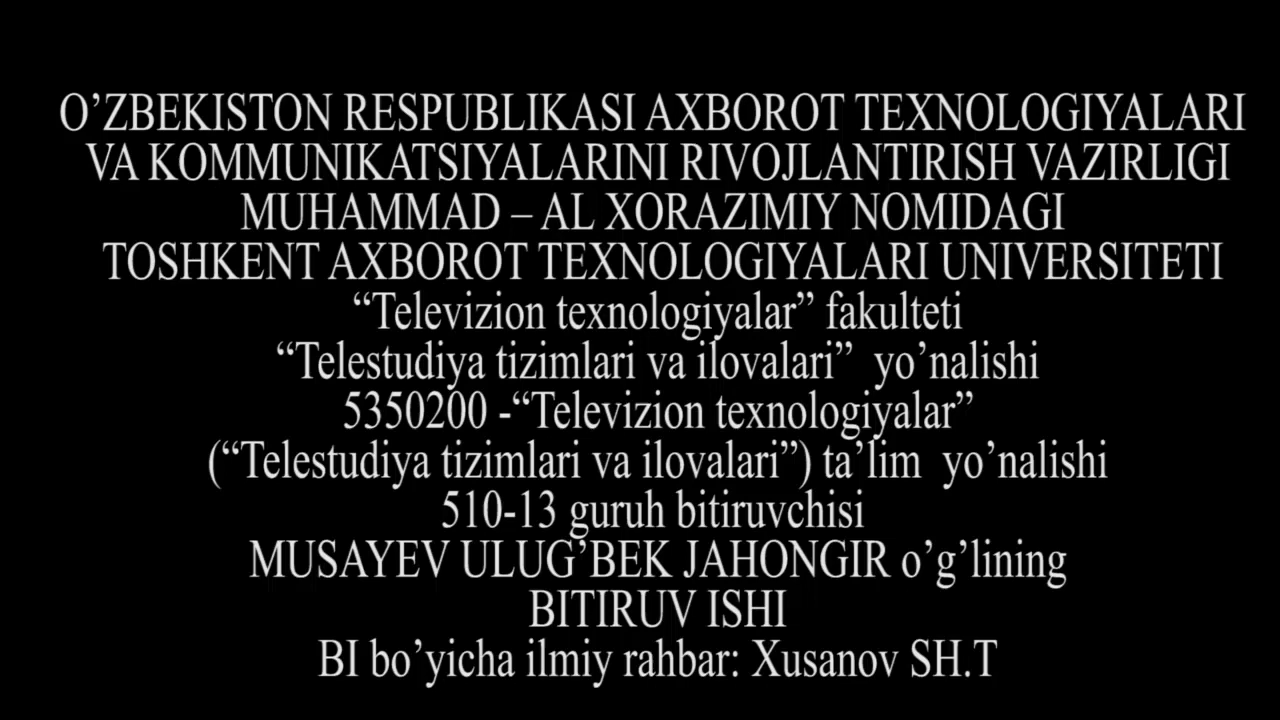 O’ZBEKISTON RESPUBLIKASI AXBOROT TEXNOLOGIYALARI
VA KOMMUNIKATSIYALARINI RIVOJLANTIRISH VAZIRLIGI
MUHAMMAD – AL XORAZIMIY NOMIDAGI
TOSHKENT AXBOROT TEXNOLOGIYALARI UNIVERSITETI
“Televizion texnologiyalar” fakulteti
“Telestudiya tizimlari va ilovalari” yo’nalishi
5350200 -“Televizion texnologiyalar”
(“Telestudiya tizimlari va ilovalari”) ta’lim yo’nalishi
510-13 guruh bitiruvchisi
MUSAYEV ULUG’BEK JAHONGIR o’g’lining
BITIRUV ISHI
BI bo’yicha ilmiy rahbar: Xusanov SH.T